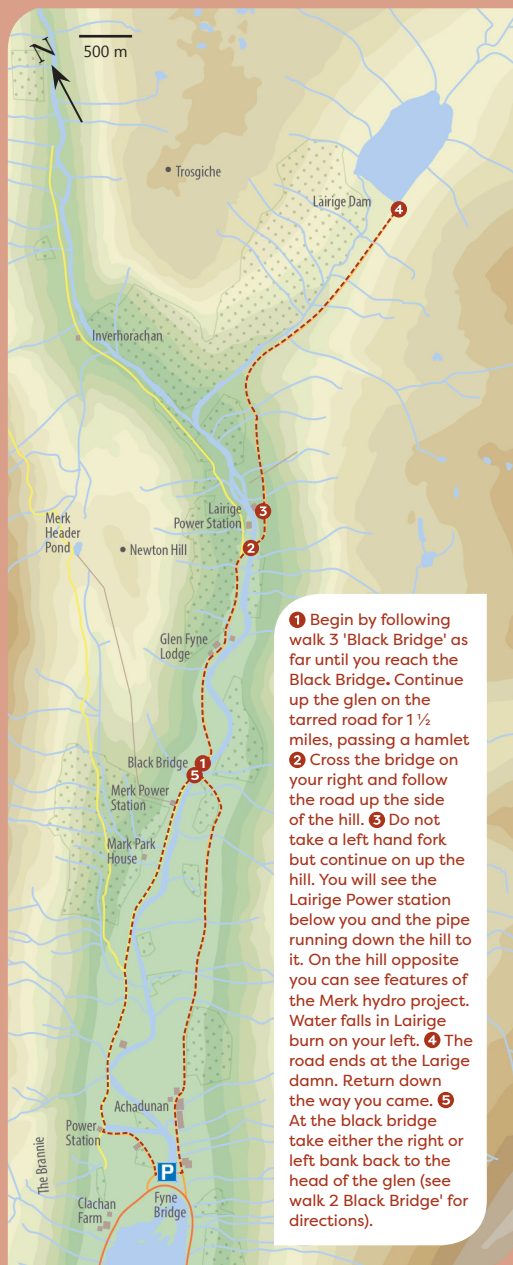 N
500 m
Trosgiche
Lairige Dam
4
Inverhorachan
Lairige
Power Station
3
2
Merk
Header
Pond
Newton Hill
Glen Fyne
Lodge
Black Bridge
1
5
Merk Power
Station
Mark Park
House
Achadunan
Power
Station
The Brannie
P
Clachan
Farm
Fyne
Bridge
1 Begin by following
walk 3 'Black Bridge' as
far until you reach the
Black Bridge. Continue
up the glen on the
tarred road for 1 ½
miles, passing a hamlet
2 Cross the bridge on
your right and follow
the road up the side
of the hill. 3 Do not
take a left hand fork
but continue on up the
hill. You will see the
Lairige Power station
below you and the pipe
running down the hill to
it. On the hill opposite
you can see features of
the Merk hydro project.
Water falls in Lairige
burn on your left. 4 The
road ends at the Larige
damn. Return down
the way you came. 5
At the black bridge
take either the right or
left bank back to the
head of the glen (see
walk 2 Black Bridge' for
directions).